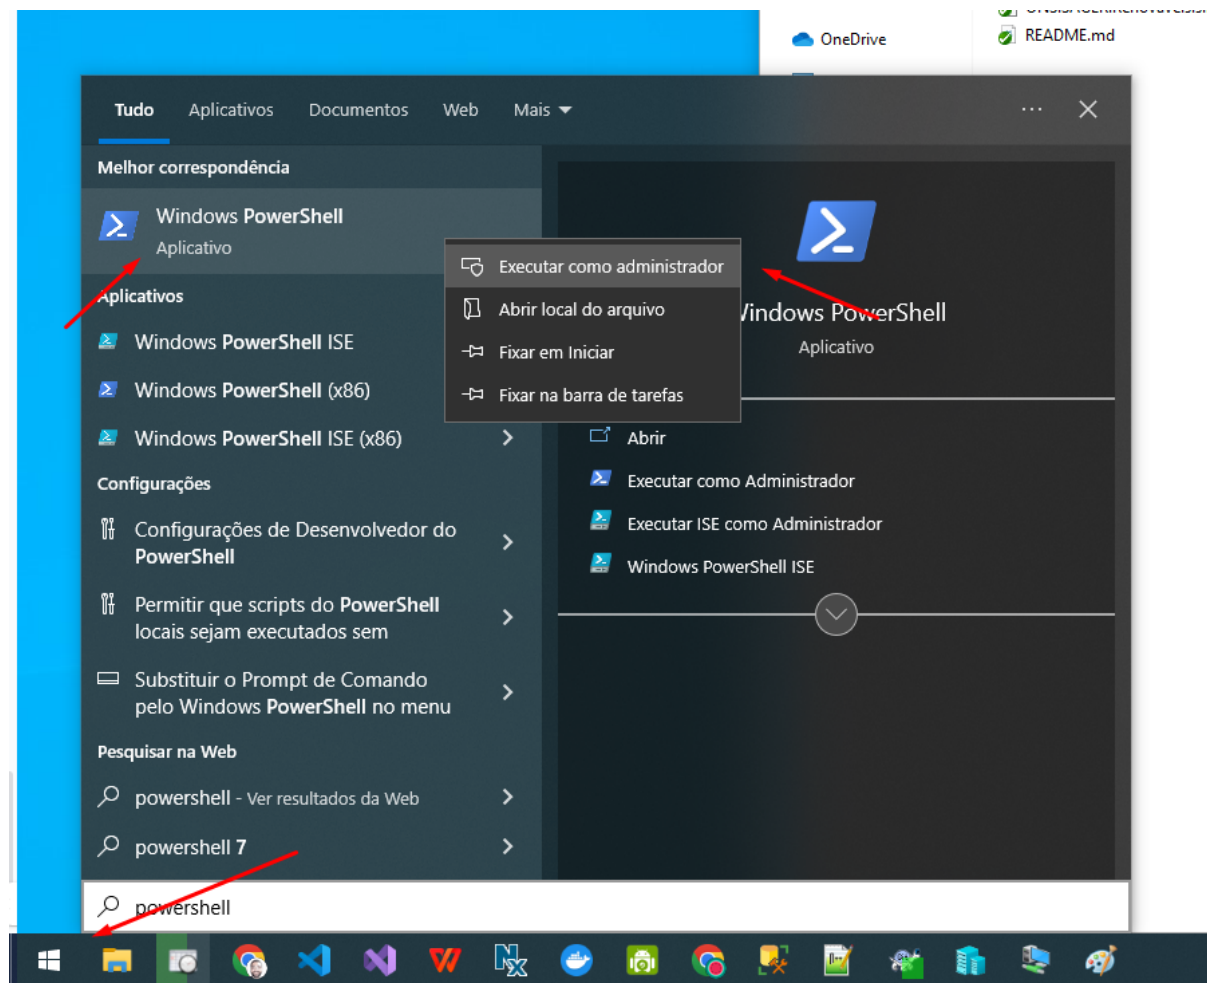 OneDrive
README.md
Tudo Aplicativos Documentos Web Mais
Melhor correspondência
Windows PowerShell
Aplicativo
Executar como administrador
Abrir local do arquivo
Fixar em Iniciar
Fixar na barra de tarefas
Aplicativos
Windows PowerShell ISE
Windows PowerShell (x86)
Windows PowerShell ISE (x86)
Configurações
Configurações de Desenvolvedor do
PowerShell
Permitir que scripts do PowerShell
locais sejam executados sem
Substituir o Prompt de Comando
pelo Windows PowerShell no menu
Pesquisar na Web
powershell - Ver resultados da Web
powershell 7
powershell
Windows PowerShell
Aplicativo
Abrir
Executar como Administrador
Executar ISE como Administrador
Windows PowerShell ISE